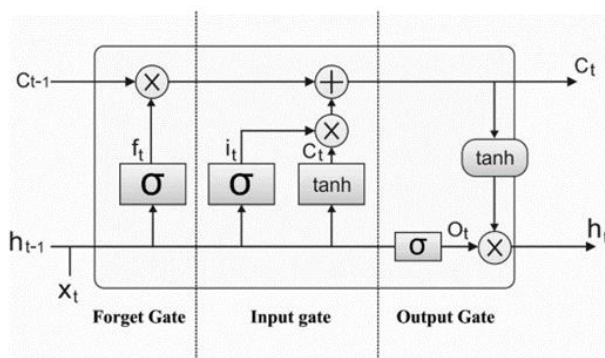 Ct-1
Ct
ft
it
Ct
σ
σ
tanh
tanh
ht-1
σ
Ot
ht
xt
Forget Gate
Input gate
Output Gate